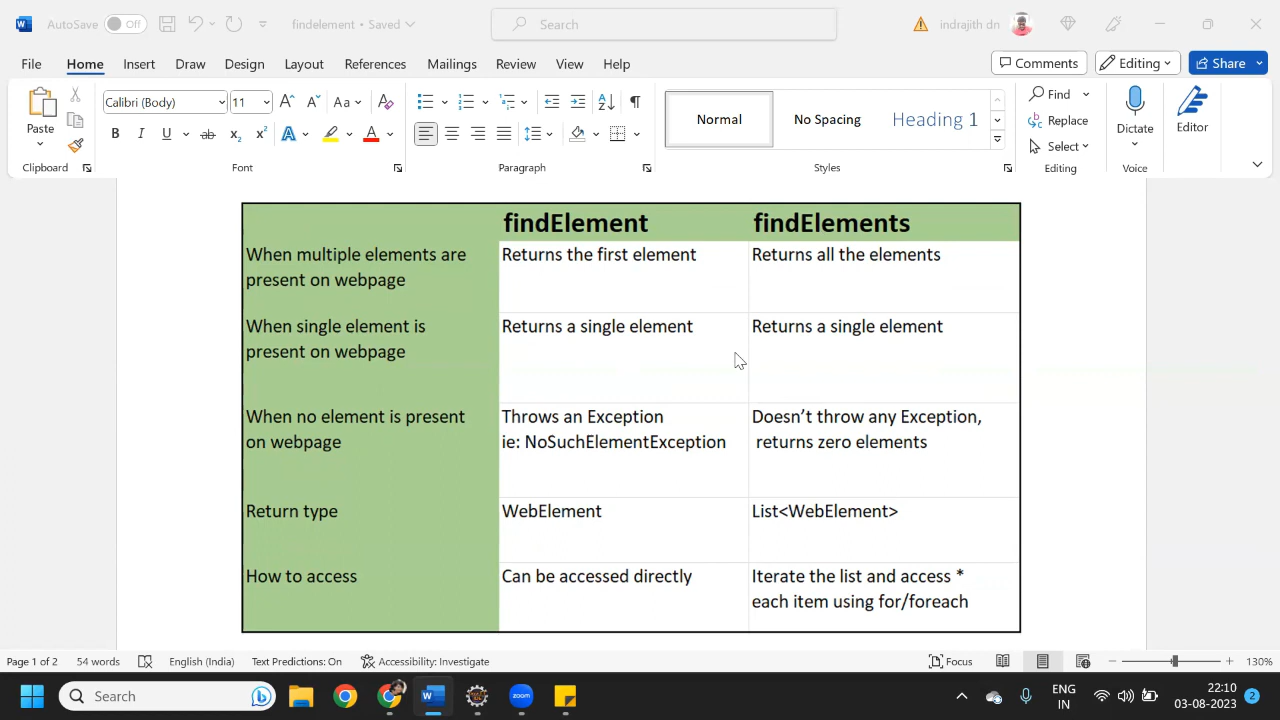 AutoSave Off findelement • Saved Search indrajith dn
File Home Insert Draw Design Layout References Mailings Review View Help Comments Editing Share
Paste
Clipboard
Calibri (Body) 11 A A Aa A
B I U ab x₂ x² A A
Font
Paragraph
Normal No Spacing Heading 1
Styles
Find
Replace
Select
Editing
Dictate
Voice
Editor
findElement findElements
When multiple elements are
present on webpage
Returns the first element
Returns all the elements
When single element is
present on webpage
Returns a single element
Returns a single element
When no element is present
on webpage
Throws an Exception
ie: NoSuchElementException
Doesn’t throw any Exception,
returns zero elements
Return type
WebElement
List<WebElement>
How to access
Can be accessed directly
Iterate the list and access *
each item using for/foreach
Page 1 of 2 54 words English (India) Text Predictions: On Accessibility: Investigate Focus 130%
Search
zoom
ENG
IN
22:10
03-08-2023
2